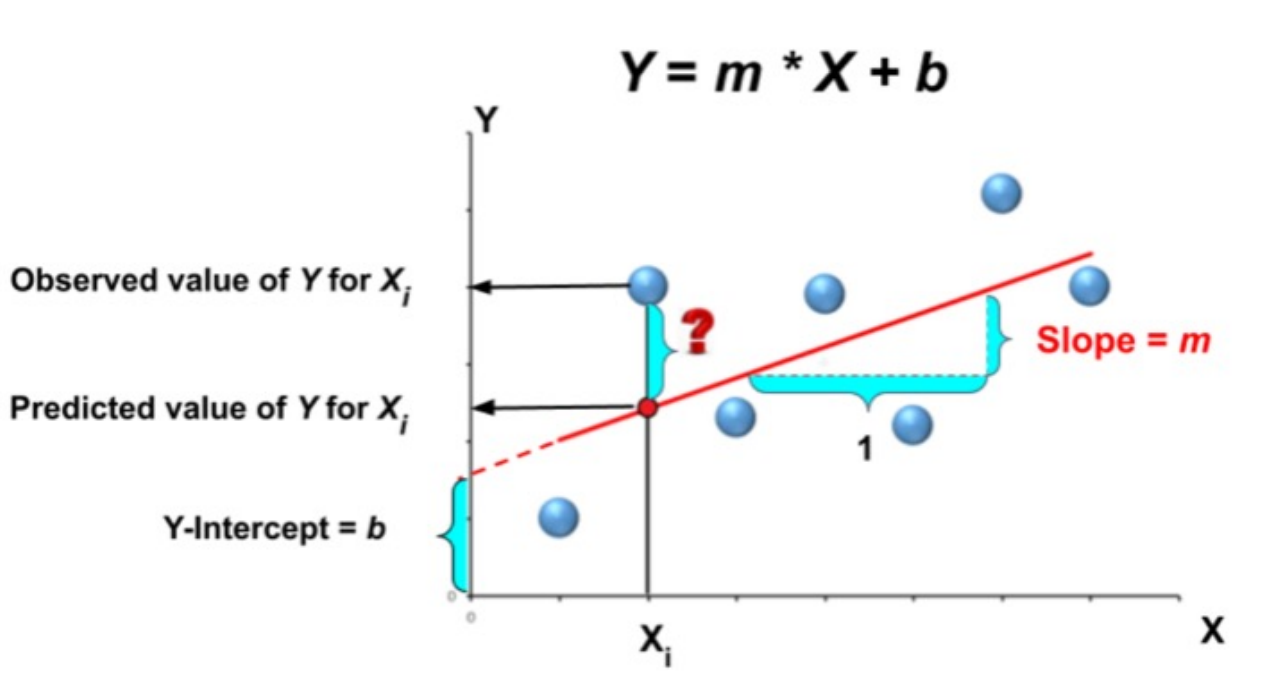 Y = m * X + b
Y
Observed value of Y for Xi
?
Slope = m
Predicted value of Y for Xi
1
Y-Intercept = b
0
0
Xi
X